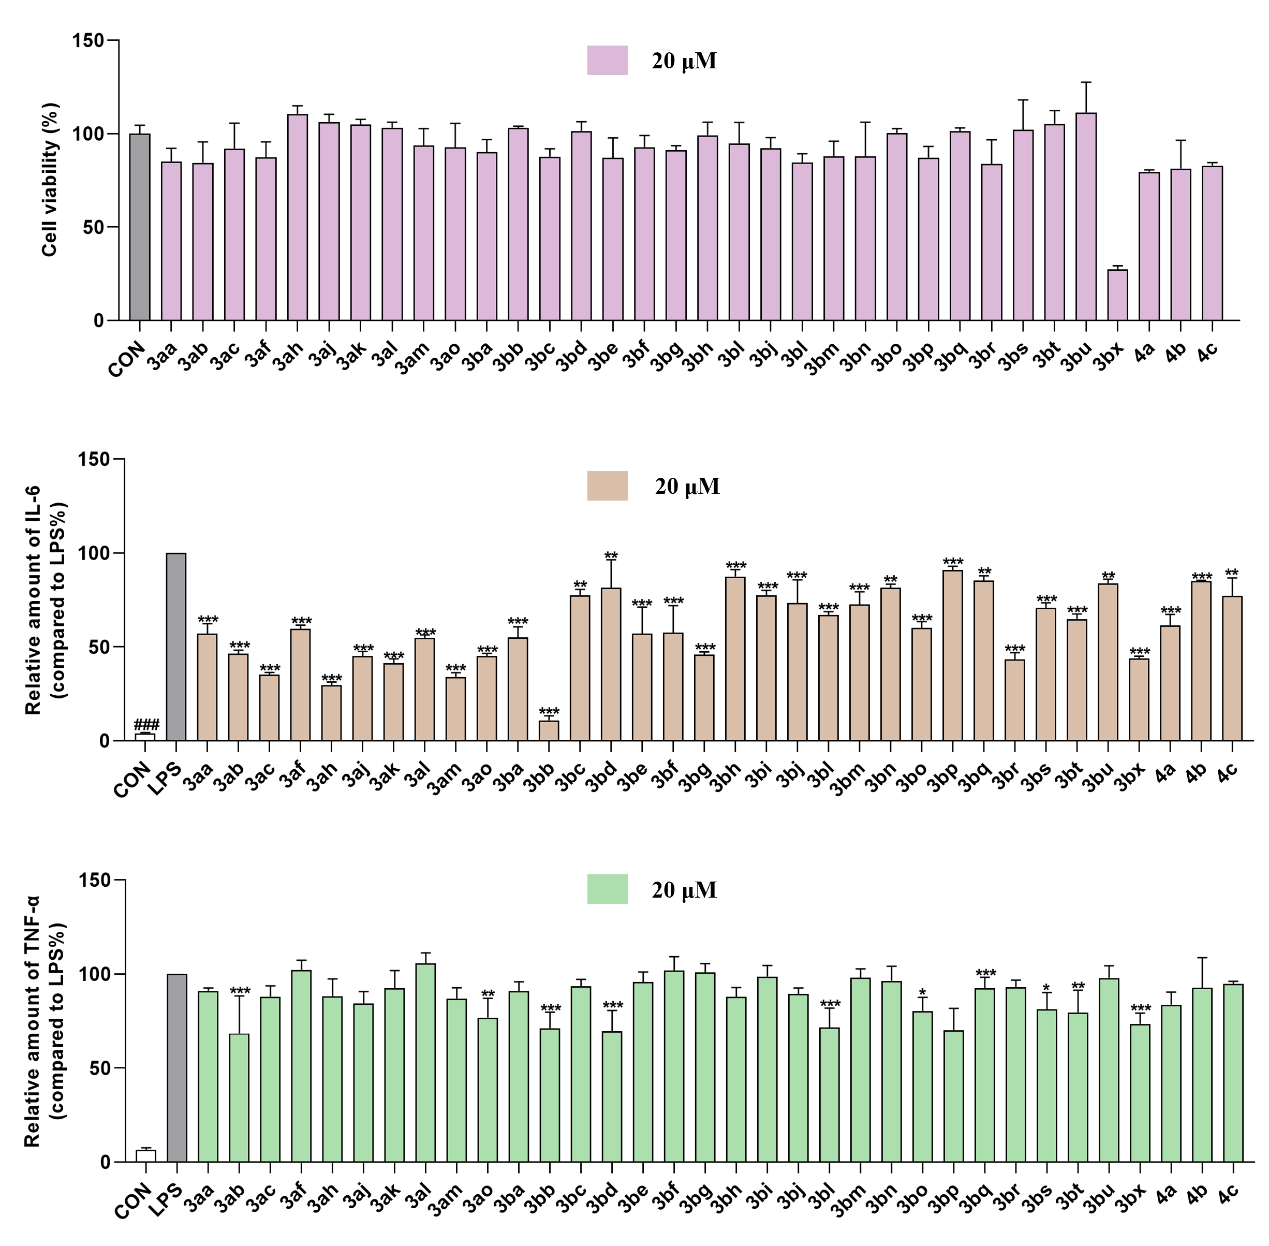 150
100
50
0
Cell viability (%)
20 μM
CON 3aa 3ab 3ac 3af 3ah 3aj 3ak 3al 3am 3ao 3ba 3bb 3bc 3bd 3be 3bf 3bg 3bh 3bl 3bj 3bl 3bm 3bn 3bo 3bp 3bq 3br 3bs 3bt 3bu 3bx 4a 4b 4c
150
100
50
0
Relative amount of IL-6
(compared to LPS%)
20 μM
### *** *** *** *** *** *** *** *** *** *** *** *** ** ** *** *** *** *** *** *** *** *** ** *** *** ** *** *** *** ** *** *** *** **
CON LPS 3aa 3ab 3ac 3af 3ah 3aj 3ak 3al 3am 3ao 3ba 3bb 3bc 3bd 3be 3bf 3bg 3bh 3bi 3bj 3bl 3bm 3bn 3bo 3bp 3bq 3br 3bs 3bt 3bu 3bx 4a 4b 4c
150
100
50
0
Relative amount of TNF-α
(compared to LPS%)
20 μM
*** ** *** *** *** * *** * ** ***
CON LPS 3aa 3ab 3ac 3af 3ah 3aj 3ak 3al 3am 3ao 3ba 3bb 3bc 3bd 3be 3bf 3bg 3bh 3bi 3bj 3bl 3bm 3bn 3bo 3bp 3bq 3br 3bs 3bt 3bu 3bx 4a 4b 4c